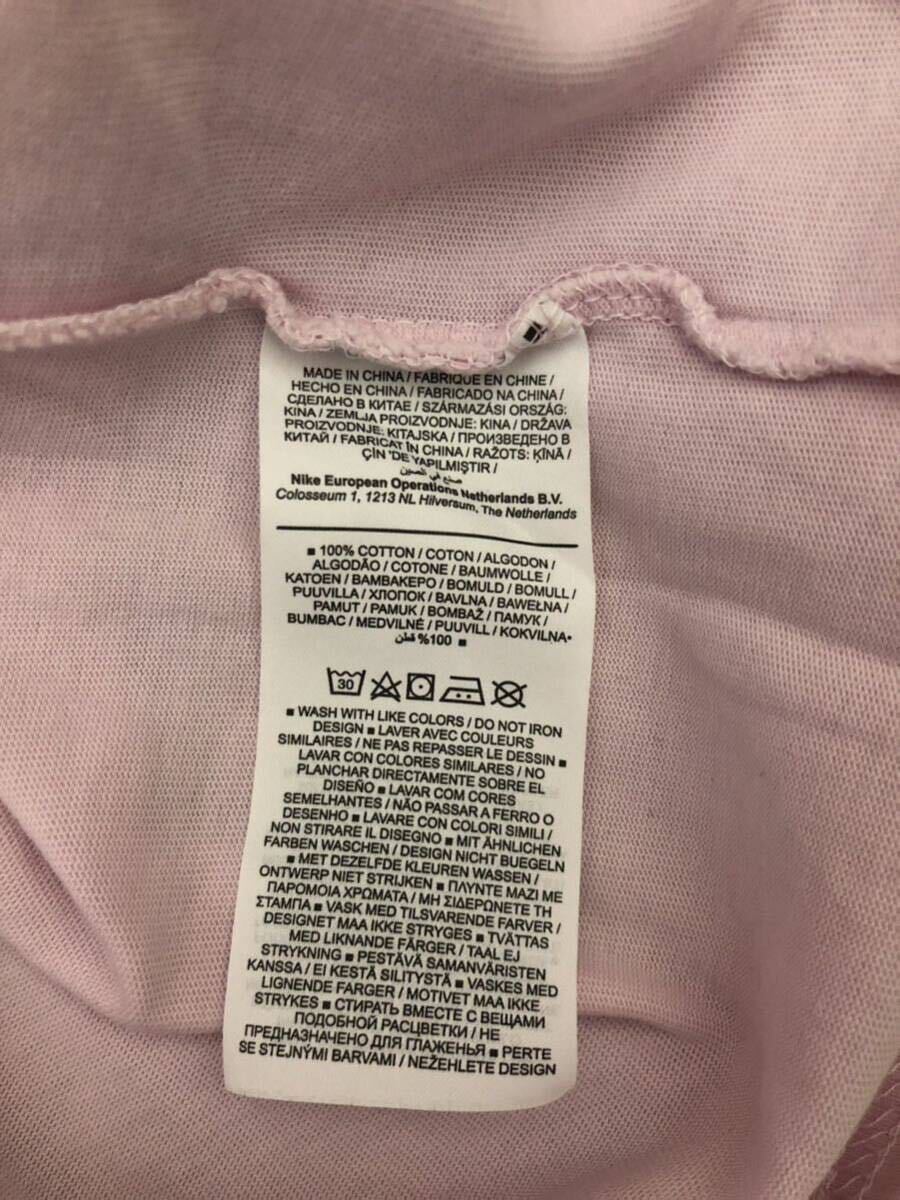 MADE IN CHINA / FABRIQUE EN CHINE /
HECHO EN CHINA / FABRICADO NA CHINA /
СДЕЛАНО В КИТАЕ / SZÁRMAZÁSI ORSZÁG:
KINA / ZEMLJA PROIZVODNJE: KINA / DRŽAVA
PROIZVODNJE: KITAJSKA / ПРОИЗВЕДЕНО В
КИТАЙ / FABRICAT ÎN CHINA / RAŽOTS: ĶĪNĀ /
ÇİN 'DE YAPILMIŞTIR /
صنع في الصين
Nike European Operations Netherlands B.V.
Colosseum 1, 1213 NL Hilversum, The Netherlands
■ 100% COTTON / COTON / ALGODON /
ALGODÃO / COTONE / BAUMWOLLE /
KATOEN / ΒΑΜΒΑΚΕΡΟ / BOMULD / BOMULL /
PUUVILLA / ХЛОПОК / BAVLNA / BAWEŁNA /
PAMUT / PAMUK / BOMBAŽ / ПАМУК /
BUMBAC / MEDVILNĖ / PUUVILL / KOKVILNA•
%100 قطن ■
30
■ WASH WITH LIKE COLORS / DO NOT IRON
DESIGN ■ LAVER AVEC COULEURS
SIMILAIRES / NE PAS REPASSER LE DESSIN ■
LAVAR CON COLORES SIMILARES / NO
PLANCHAR DIRECTAMENTE SOBRE EL
DISEÑO ■ LAVAR COM CORES
SEMELHANTES / NÃO PASSAR A FERRO O
DESENHO ■ LAVARE CON COLORI SIMILI /
NON STIRARE IL DISEGNO ■ MIT ÄHNLICHEN
FARBEN WASCHEN / DESIGN NICHT BUEGELN
■ MET DEZELFDE KLEUREN WASSEN /
ONTWERP NIET STRIJKEN ■ ΠΛΥΝΤΕ ΜΑΖΙ ΜΕ
ΠΑΡΟΜΟΙΑ ΧΡΩΜΑΤΑ / ΜΗ ΣΙΔΕΡΩΝΕΤΕ ΤΗ
ΣΤΑΜΠΑ ■ VASK MED TILSVARENDE FARVER /
DESIGNET MAA IKKE STRYGES ■ TVÄTTAS
MED LIKNANDE FÄRGER / TAAL EJ
STRYKNING ■ PESTÄVÄ SAMANVÄRISTEN
KANSSA / EI KESTÄ SILITYSTÄ ■ VASKES MED
LIGNENDE FARGER / MOTIVET MAA IKKE
STRYKES ■ СТИРАТЬ ВМЕСТЕ С ВЕЩАМИ
ПОДОБНОЙ РАСЦВЕТКИ / НЕ
ПРЕДНАЗНАЧЕНО ДЛЯ ГЛАЖЕНЬЯ ■ PERTE
SE STEJNÝMI BARVAMI / NEŽEHLETE DESIGN